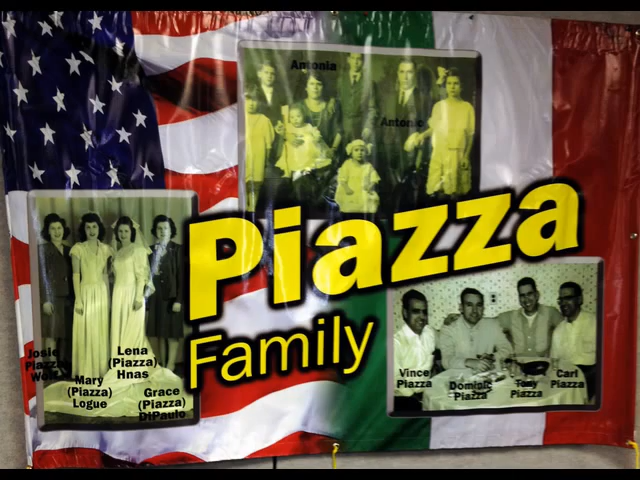 Antonia
Antonio
Piazza
Family
Josie
Piazza
Lena
(Piazza)
Hnas
Mary
(Piazza)
Logue
Grace
(Piazza)
DiPaulo
Vince
Piazza
Dominic
Piazza
Tony
Piazza
Carl
Piazza